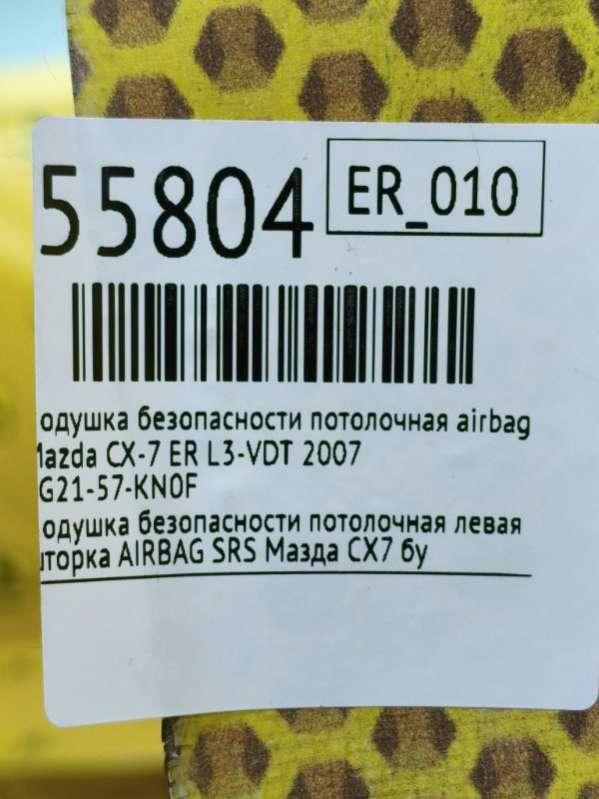 55804
ER_010
одушка безопасности потолочная airbag
Mazda CX-7 ER L3-VDT 2007
G21-57-KN0F
одушка безопасности потолочная левая
шторка AIRBAG SRS Мазда CX7 бу